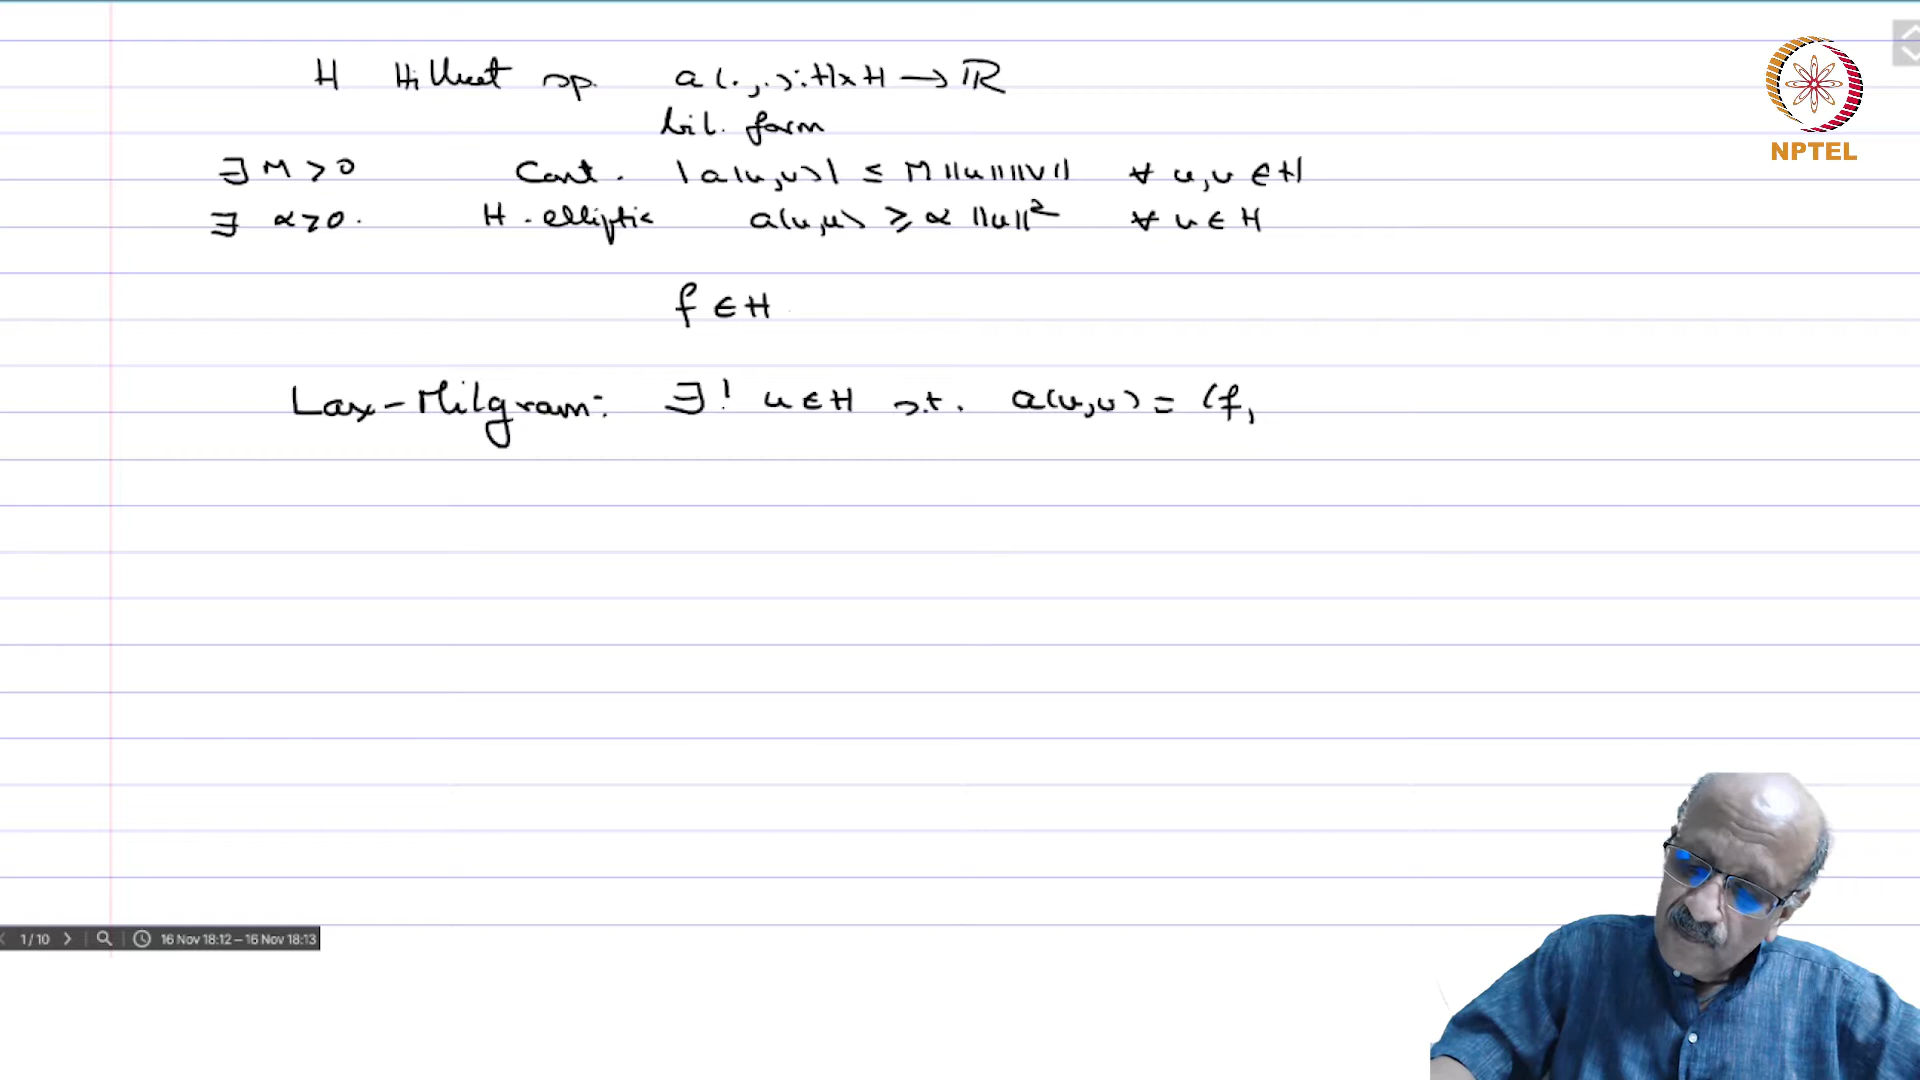 H Hilbert sp. a(.,.): H x H → ℝ
bil. form
∃ M > 0 Cont. |a(u,v)| ≤ M ||u|| ||v|| ∀ u,v ∈ H
∃ α > 0. H-elliptic a(u,u) ≥ α ||u||² ∀ u ∈ H
f ∈ H
Lax-Milgram: ∃! u ∈ H s.t. a(u,v) = (f,
NPTEL
1 / 10 16 Nov 18:12 – 16 Nov 18:13